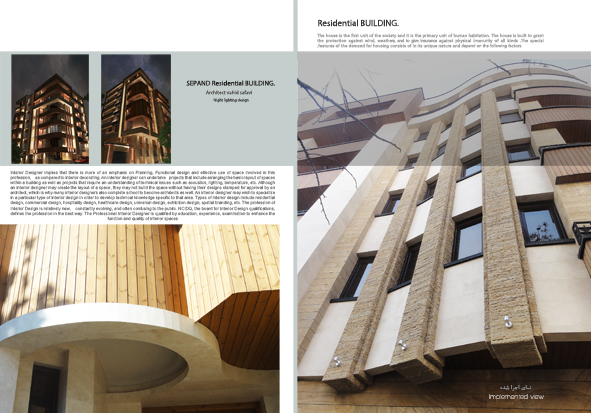 SEPAND Residential BUILDING.
Architect vahid safavi
Night lighting design
Interior Designer implies that there is more of an emphasis on Planning, Functional design and effective use of space involved in this
profession, as compared to interior decorating. An interior designer can undertake projects that include arranging the basic layout of spaces
within a building as well as projects that require an understanding of technical issues such as acoustics, lighting, temperature, etc. Although
an interior designer may create the layout of a space, they may not build the space without having their designs stamped for approval by an
architect, which is why many interior designers also complete school to become architects as well. An interior designer may wish to specialize
in a particular type of interior design in order to develop technical knowledge specific to that area. Types of interior design include residential
design, commercial design, hospitality design, healthcare design, universal design, exhibition design, spatial branding, etc. The profession of
Interior Design is relatively new, constantly evolving, and often confusing to the public. NCIDQ, the board for Interior Design qualifications,
defines the profession in the best way: The Professional Interior Designer is qualified by education, experience, examination to enhance the
function and quality of interior spaces
Residential BUILDING.
The house is the first unit of the society and it is the primary unit of human habitation. The house is built to grant
the protection against wind, weathers, and to give insurance against physical insecurity of all kinds .The special
.features of the demand for housing consists of in its unique nature and depend on the following factors
نمای اجرا شده
Implemented view